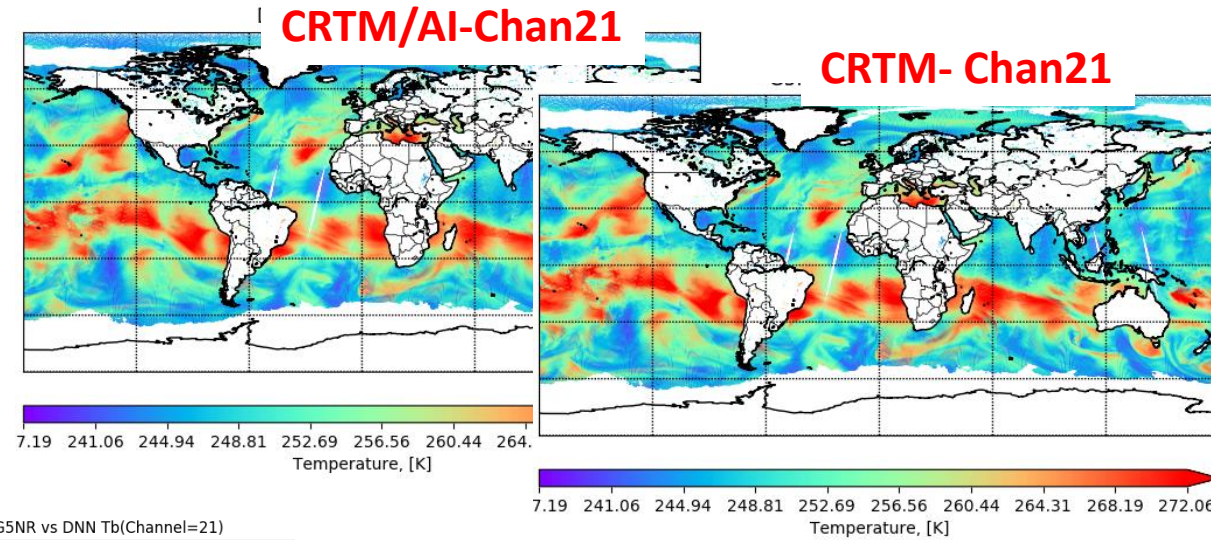 CRTM/AI-Chan21
CRTM- Chan21
7.19 241.06 244.94 248.81 252.69 256.56 260.44 264.
Temperature, [K]
7.19 241.06 244.94 248.81 252.69 256.56 260.44 264.31 268.19 272.06
Temperature, [K]
G5NR vs DNN Tb(Channel=21)